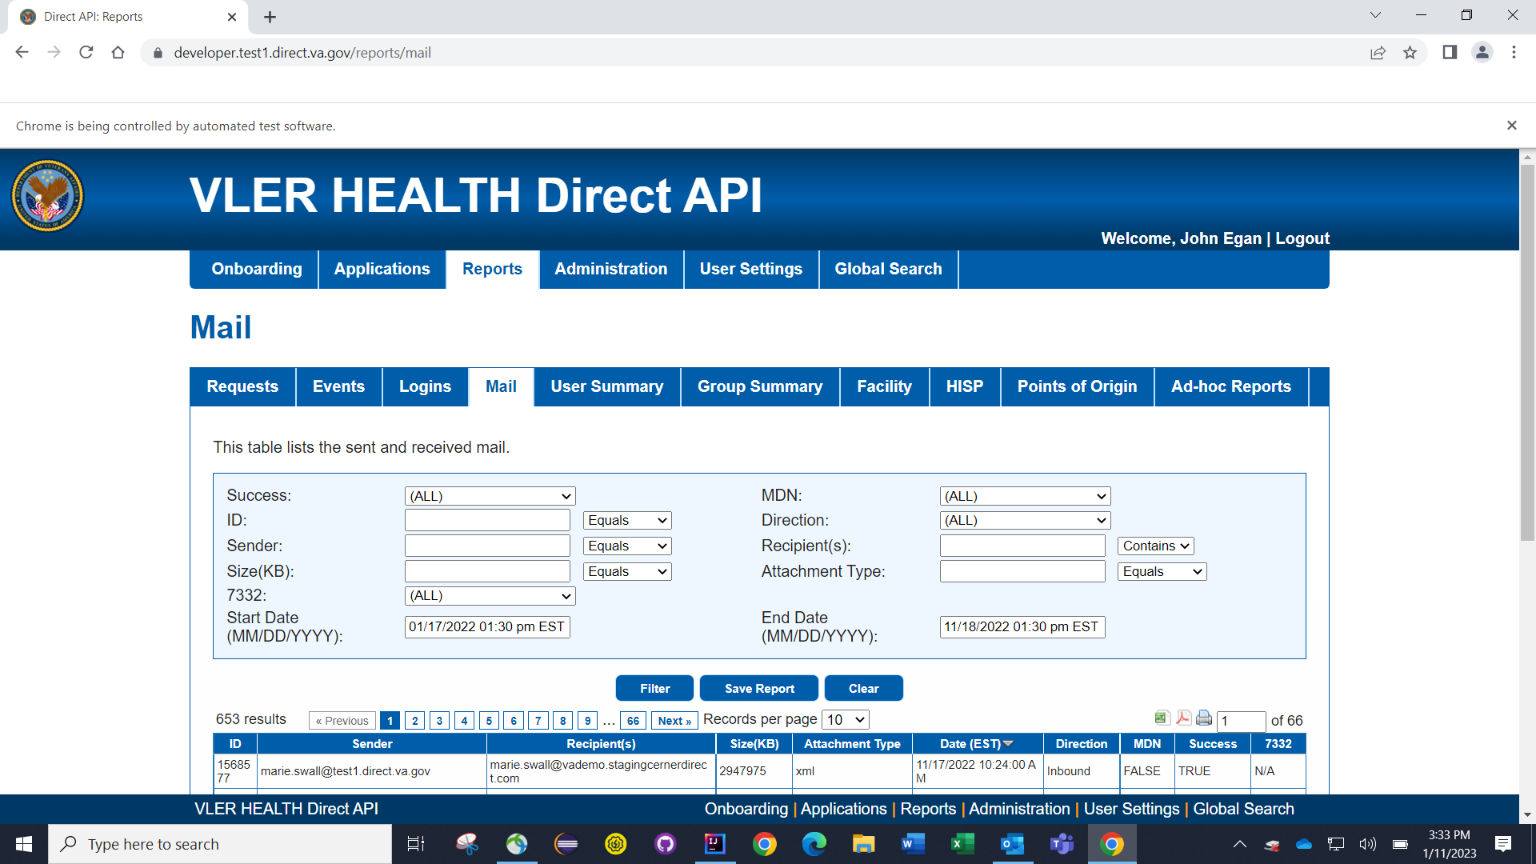 Direct API: Reports
developer.test1.direct.va.gov/reports/mail
Chrome is being controlled by automated test software.
VLER HEALTH Direct API
Welcome, John Egan | Logout
Onboarding Applications Reports Administration User Settings Global Search
Mail
Requests Events Logins Mail User Summary Group Summary Facility HISP Points of Origin Ad-hoc Reports
This table lists the sent and received mail.
Success: (ALL) MDN: (ALL)
ID: Equals Direction: (ALL)
Sender: Equals Recipient(s): Contains
Size(KB): Equals Attachment Type: Equals
7332: (ALL)
Start Date (MM/DD/YYYY): 01/17/2022 01:30 pm EST End Date (MM/DD/YYYY): 11/18/2022 01:30 pm EST
Filter Save Report Clear
653 results « Previous 1 2 3 4 5 6 7 8 9 ... 66 Next » Records per page 10 1 of 66
ID Sender Recipient(s) Size(KB) Attachment Type Date (EST) Direction MDN Success 7332
1568577 marie.swall@test1.direct.va.gov marie.swall@vademo.stagingcernerdirect.com 2947975 xml 11/17/2022 10:24:00 AM Inbound FALSE TRUE N/A
VLER HEALTH Direct API Onboarding | Applications | Reports | Administration | User Settings | Global Search
Type here to search
3:33 PM
1/11/2023